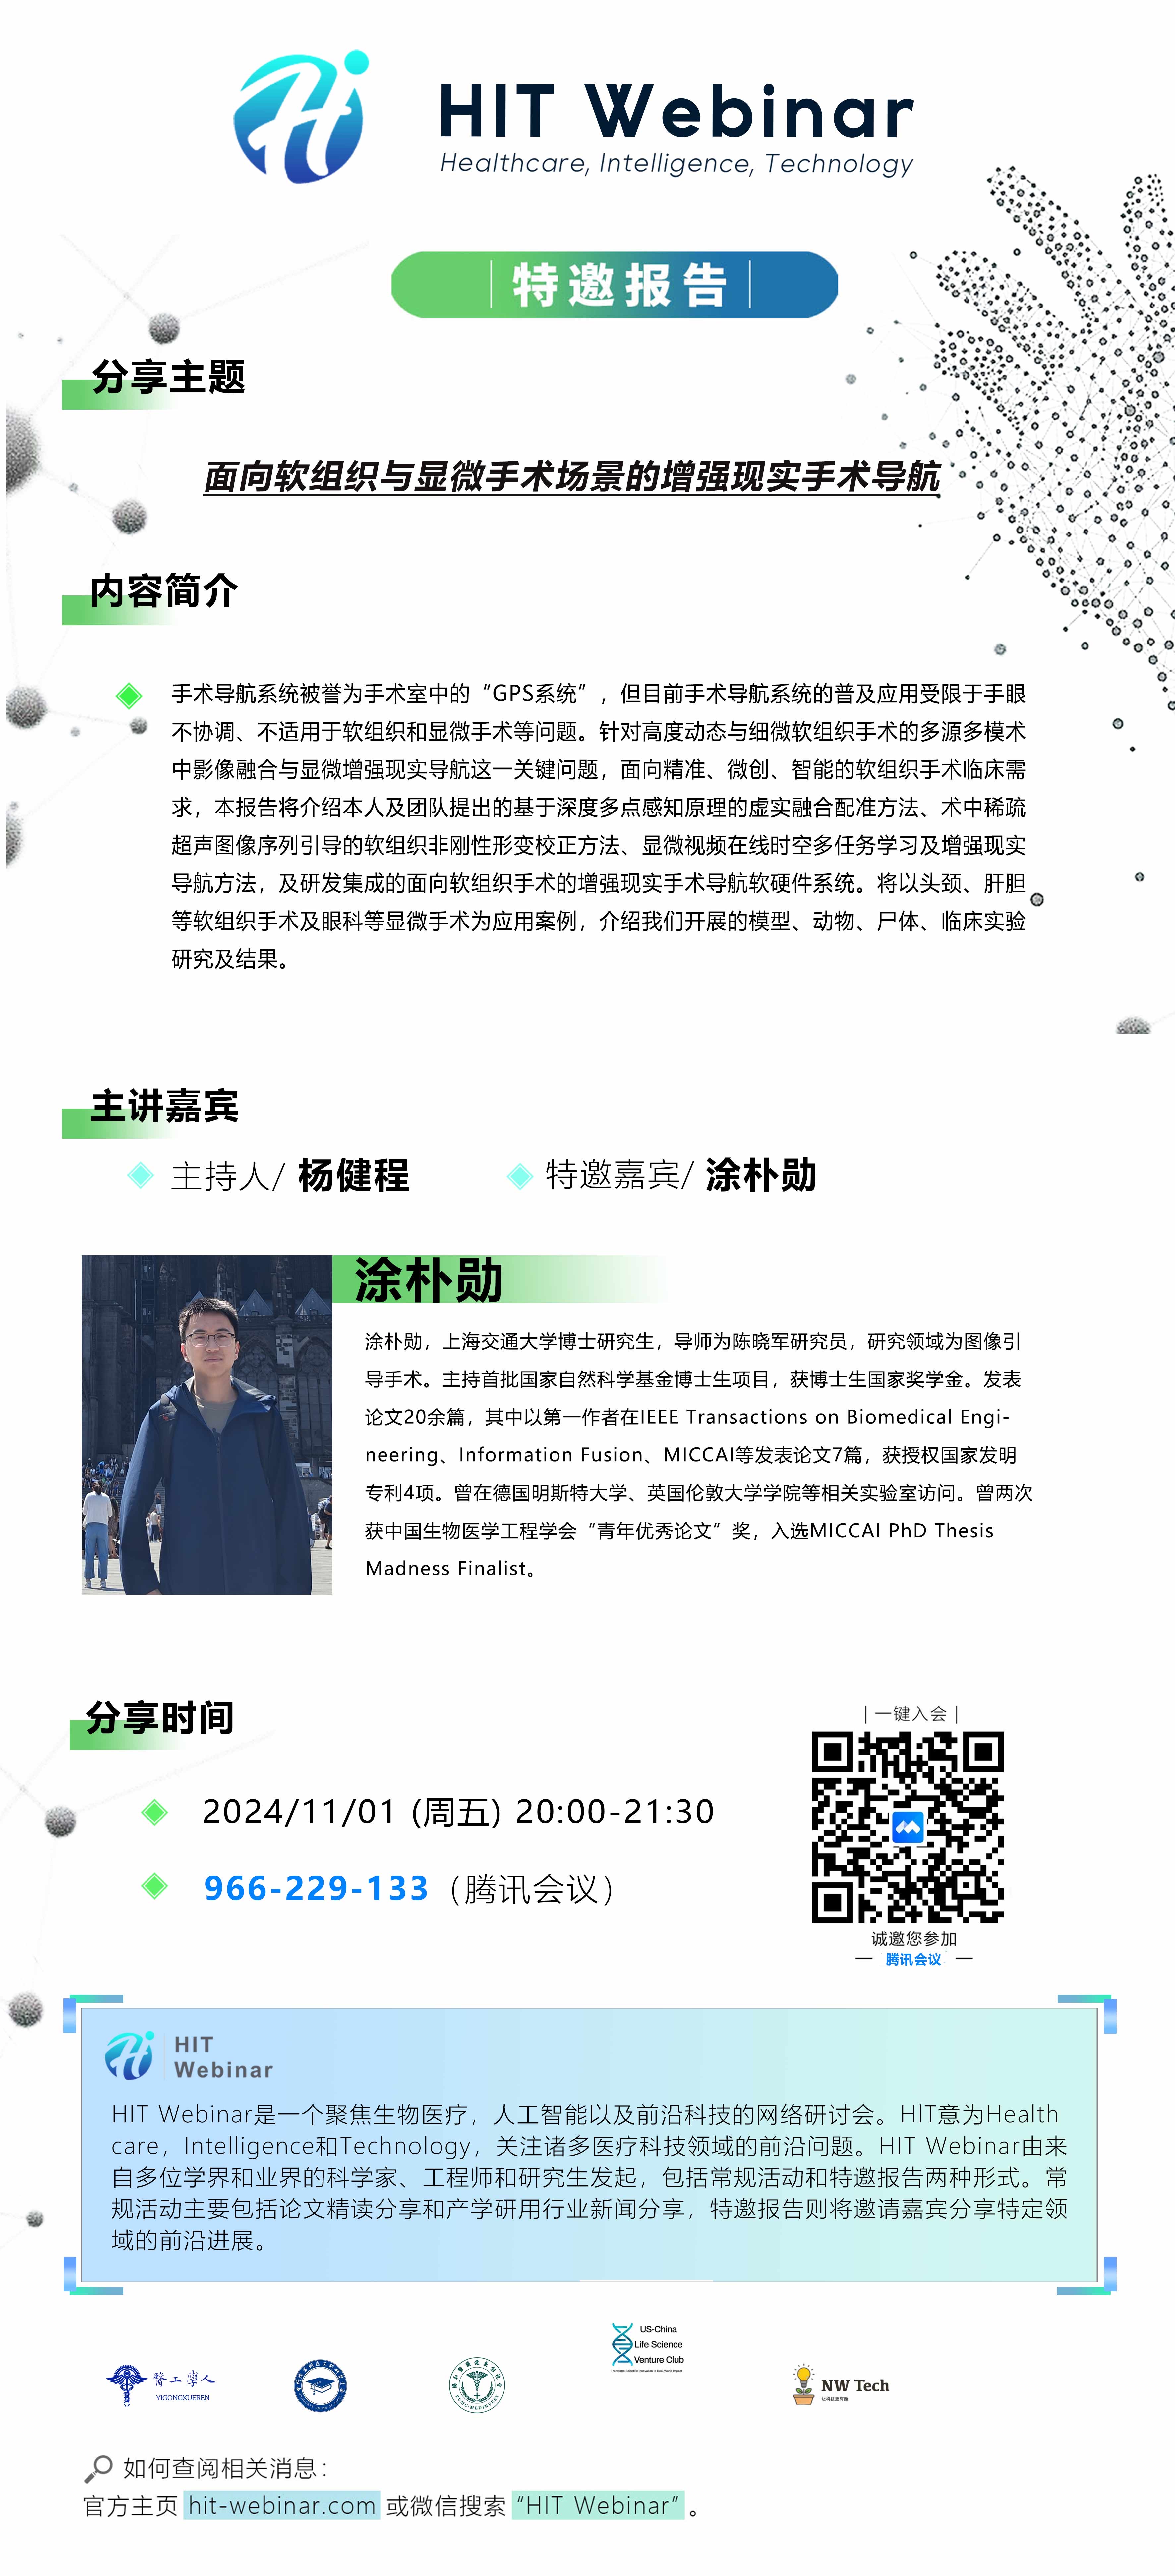 HIT Webinar
Healthcare, Intelligence, Technology
特邀报告
分享主题
面向软组织与显微手术场景的增强现实手术导航
内容简介
手术导航系统被誉为手术室中的“GPS系统”，但目前手术导航系统的普及应用受限于手眼
不协调、不适用于软组织和显微手术等问题。针对高度动态与细微软组织手术的多源多模术
中影像融合与显微增强现实导航这一关键问题，面向精准、微创、智能的软组织手术临床需
求，本报告将介绍本人及团队提出的基于深度多点感知原理的虚实融合配准方法、术中稀疏
超声图像序列引导的软组织非刚性形变校正方法、显微视频在线时空多任务学习及增强现实
导航方法，及研发集成的面向软组织手术的增强现实手术导航软硬件系统。将以头颈、肝胆
等软组织手术及眼科等显微手术为应用案例，介绍我们开展的模型、动物、尸体、临床实验
研究及结果。
主讲嘉宾
主持人/ 杨健程
特邀嘉宾/ 涂朴勋
涂朴勋
涂朴勋，上海交通大学博士研究生，导师为陈晓军研究员，研究领域为图像引
导手术。主持首批国家自然科学基金博士生项目，获博士生国家奖学金。发表
论文20余篇，其中以第一作者在IEEE Transactions on Biomedical Engi-
neering、Information Fusion、MICCAI等发表论文7篇，获授权国家发明
专利4项。曾在德国明斯特大学、英国伦敦大学学院等相关实验室访问。曾两次
获中国生物医学工程学会“青年优秀论文”奖，入选MICCAI PhD Thesis
Madness Finalist。
分享时间
2024/11/01 (周五) 20:00-21:30
966-229-133（腾讯会议）
| 一键入会 |
诚邀您参加
— 腾讯会议 —
HIT
Webinar
HIT Webinar是一个聚焦生物医疗，人工智能以及前沿科技的网络研讨会。HIT意为Health
care，Intelligence和Technology，关注诸多医疗科技领域的前沿问题。HIT Webinar由来
自多位学界和业界的科学家、工程师和研究生发起，包括常规活动和特邀报告两种形式。常
规活动主要包括论文精读分享和产学研用行业新闻分享，特邀报告则将邀请嘉宾分享特定领
域的前沿进展。
醫工學人
YIGONGXUEREN
PUMC-MEDINVENT
US-China
Life Science
Venture Club
NW Tech
让科技更有趣
如何查阅相关消息：
官方主页 hit-webinar.com 或微信搜索 “HIT Webinar” 。